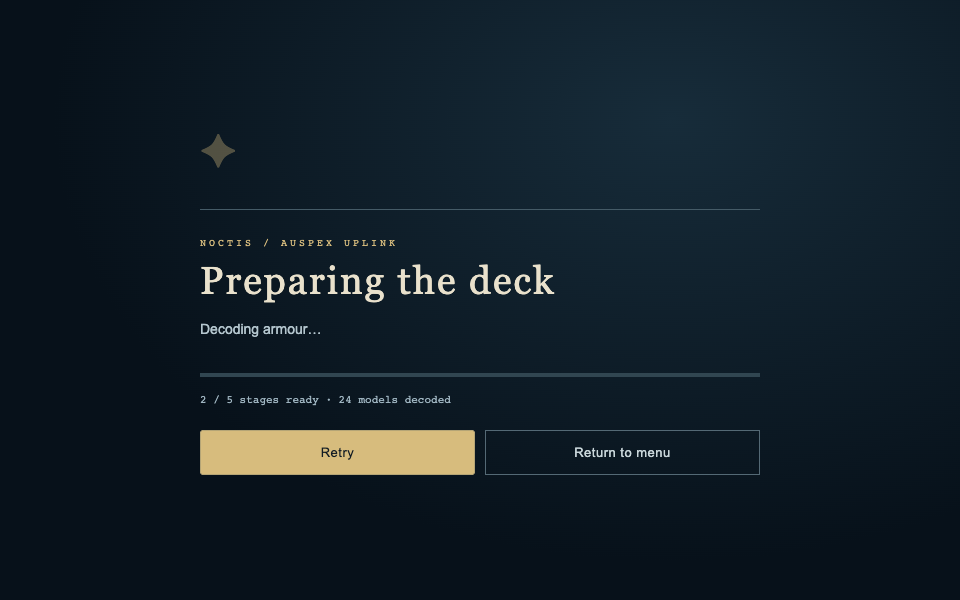 NOCTIS / AUSPEX UPLINK
Preparing the deck
Decoding armour…
2 / 5 stages ready · 24 models decoded
Retry
Return to menu